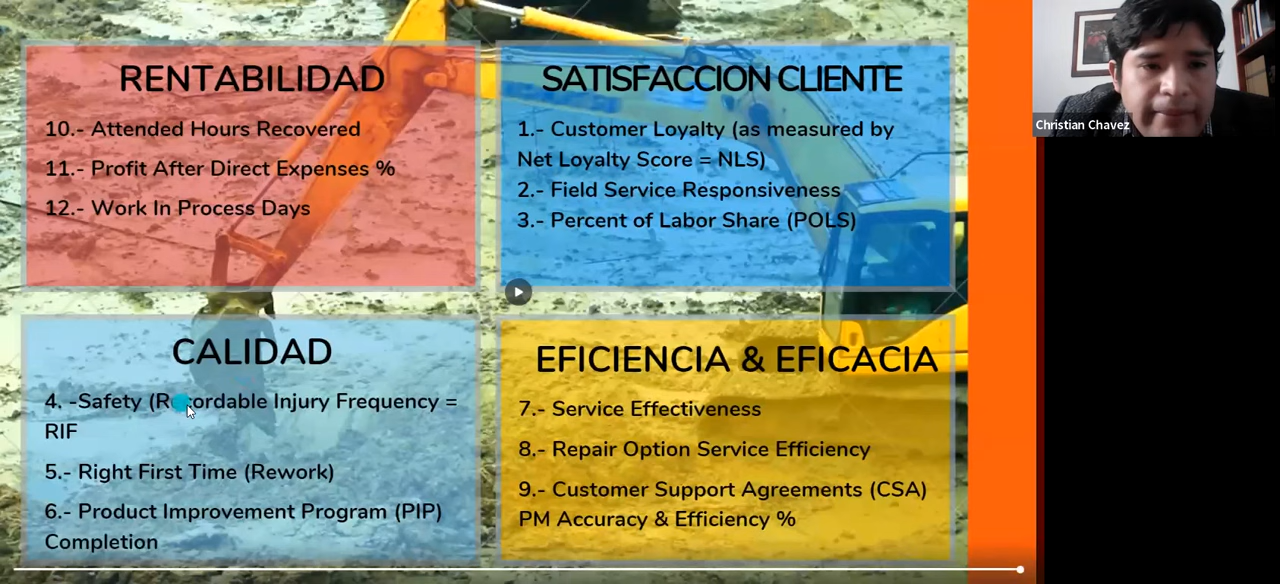 RENTABILIDAD
10.- Attended Hours Recovered
11.- Profit After Direct Expenses %
12.- Work In Process Days
SATISFACCION CLIENTE
1.- Customer Loyalty (as measured by
Net Loyalty Score = NLS)
2.- Field Service Responsiveness
3.- Percent of Labor Share (POLS)
CALIDAD
4. -Safety (Recordable Injury Frequency =
RIF
5.- Right First Time (Rework)
6.- Product Improvement Program (PIP)
Completion
EFICIENCIA & EFICACIA
7.- Service Effectiveness
8.- Repair Option Service Efficiency
9.- Customer Support Agreements (CSA)
PM Accuracy & Efficiency %
Christian Chavez